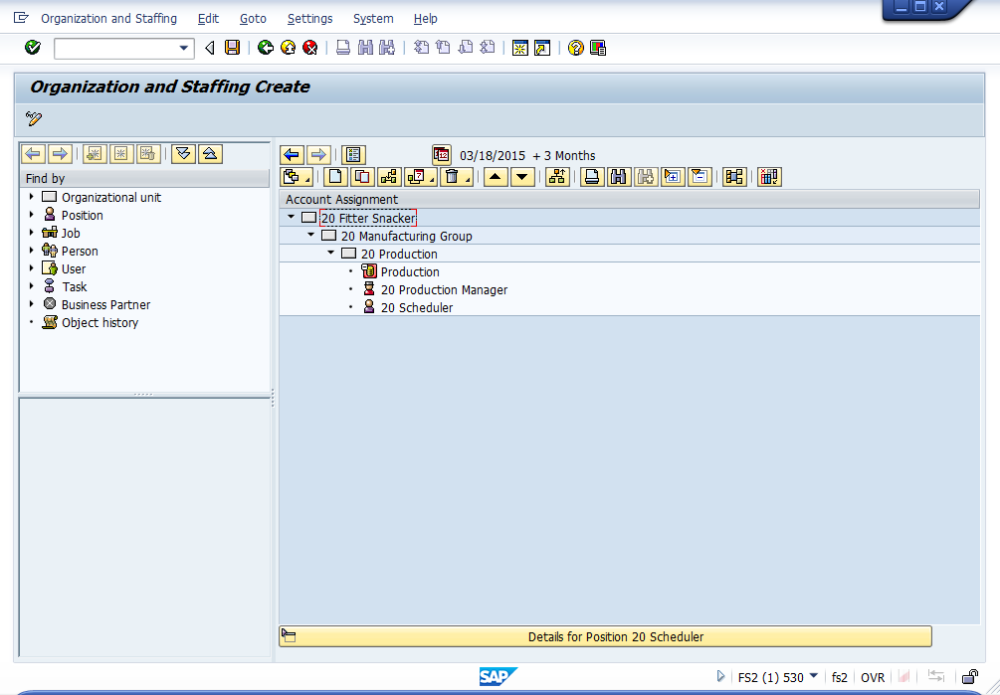 Organization and Staffing Edit Goto Settings System Help
Organization and Staffing Create
03/18/2015 + 3 Months
Find by
Organizational unit
Position
Job
Person
User
Task
Business Partner
Object history
Account Assignment
20 Fitter Snacker
20 Manufacturing Group
20 Production
Production
20 Production Manager
20 Scheduler
Details for Position 20 Scheduler
SAP
FS2 (1) 530 fs2 OVR